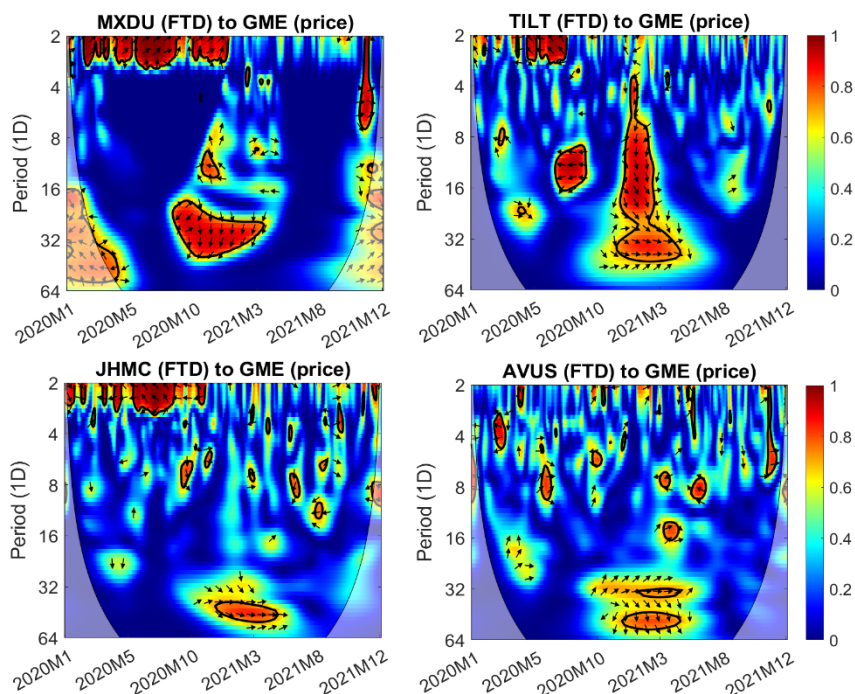 MXDU (FTD) to GME (price)
2
4
8
16
32
64
Period (1D)
2020M1
2020M5
2020M10
2021M3
2021M8
2021M12
TILT (FTD) to GME (price)
2
4
8
16
32
64
Period (1D)
2020M1
2020M5
2020M10
2021M3
2021M8
2021M12
1
0.8
0.6
0.4
0.2
0
JHMC (FTD) to GME (price)
2
4
8
16
32
64
Period (1D)
2020M1
2020M5
2020M10
2021M3
2021M8
2021M12
AVUS (FTD) to GME (price)
2
4
8
16
32
64
Period (1D)
2020M1
2020M5
2020M10
2021M3
2021M8
2021M12
1
0.8
0.6
0.4
0.2
0